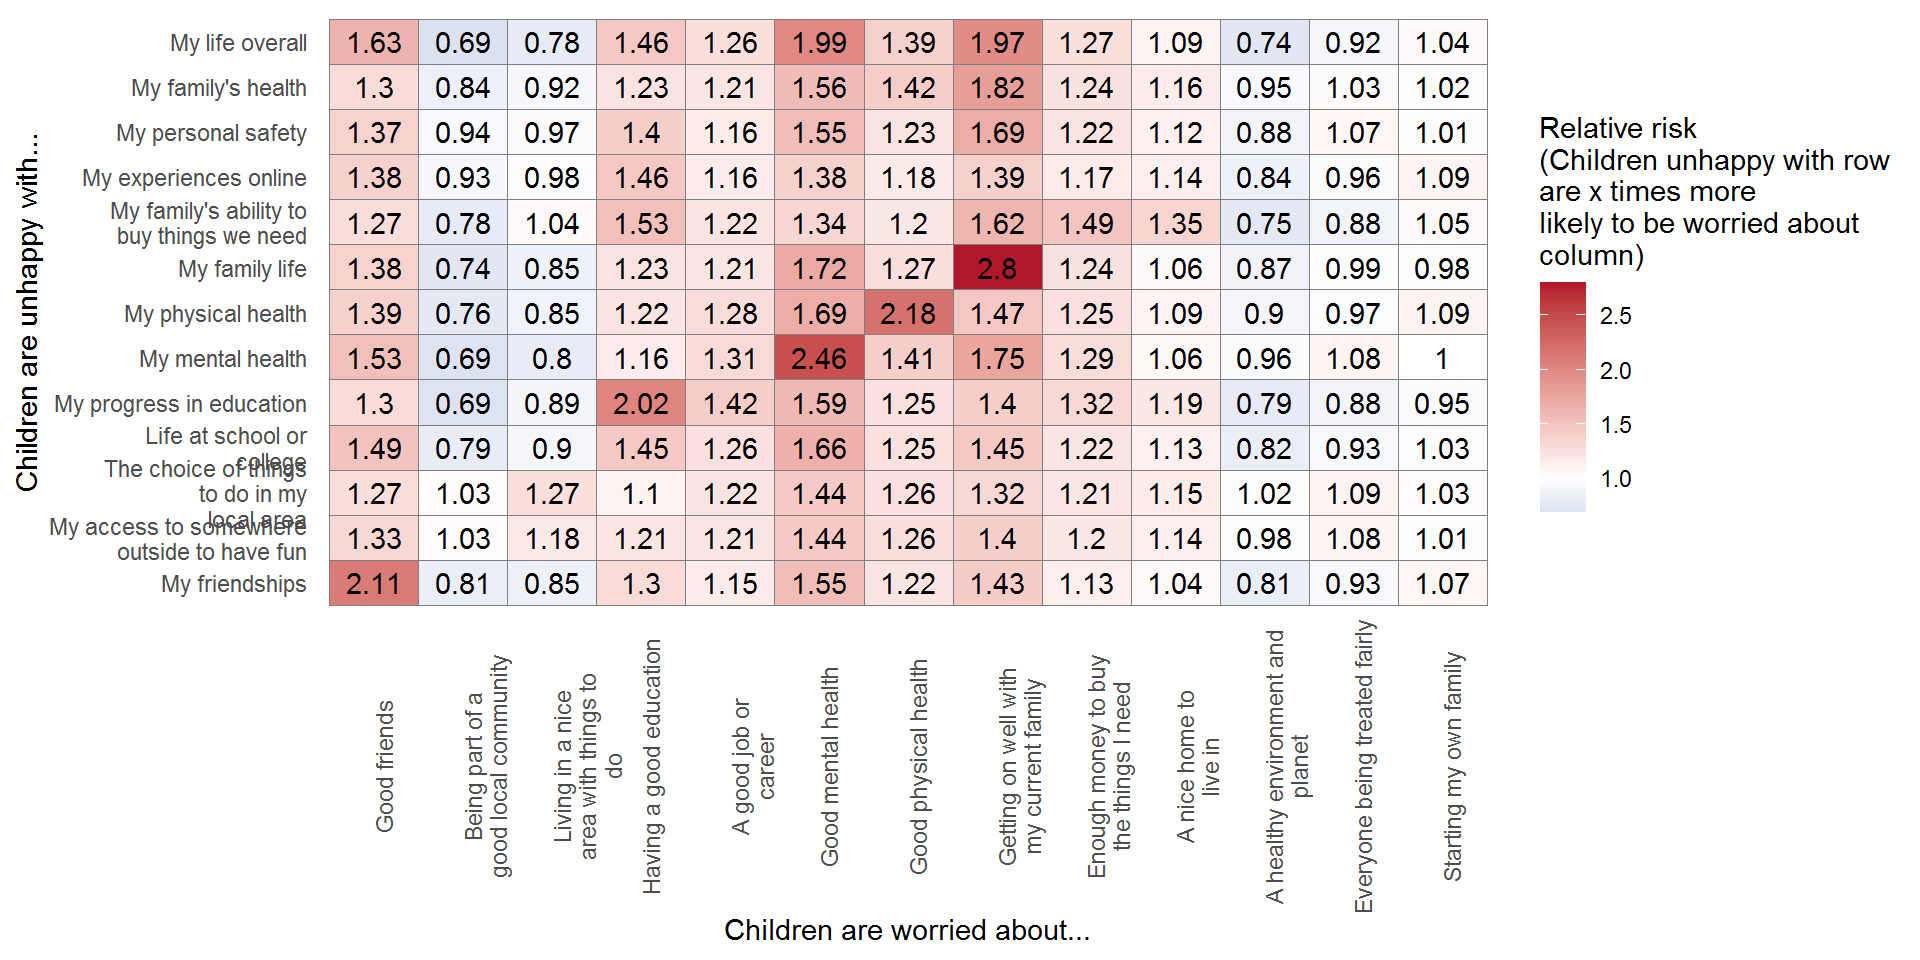 My life overall 1.63 0.69 0.78 1.46 1.26 1.99 1.39 1.97 1.27 1.09 0.74 0.92 1.04
My family's health 1.3 0.84 0.92 1.23 1.21 1.56 1.42 1.82 1.24 1.16 0.95 1.03 1.02
My personal safety 1.37 0.94 0.97 1.4 1.16 1.55 1.23 1.69 1.22 1.12 0.88 1.07 1.01
My experiences online 1.38 0.93 0.98 1.46 1.16 1.38 1.18 1.39 1.17 1.14 0.84 0.96 1.09
My family's ability to
buy things we need 1.27 0.78 1.04 1.53 1.22 1.34 1.2 1.62 1.49 1.35 0.75 0.88 1.05
My family life 1.38 0.74 0.85 1.23 1.21 1.72 1.27 2.8 1.24 1.06 0.87 0.99 0.98
My physical health 1.39 0.76 0.85 1.22 1.28 1.69 2.18 1.47 1.25 1.09 0.9 0.97 1.09
My mental health 1.53 0.69 0.8 1.16 1.31 2.46 1.41 1.75 1.29 1.06 0.96 1.08 1
My progress in education 1.3 0.69 0.89 2.02 1.42 1.59 1.25 1.4 1.32 1.19 0.79 0.88 0.95
Life at school or
college 1.49 0.79 0.9 1.45 1.26 1.66 1.25 1.45 1.22 1.13 0.82 0.93 1.03
The choice of things
to do in my
local area 1.27 1.03 1.27 1.1 1.22 1.44 1.26 1.32 1.21 1.15 1.02 1.09 1.03
My access to somewhere
outside to have fun 1.33 1.03 1.18 1.21 1.21 1.44 1.26 1.4 1.2 1.14 0.98 1.08 1.01
My friendships 2.11 0.81 0.85 1.3 1.15 1.55 1.22 1.43 1.13 1.04 0.81 0.93 1.07
Children are unhappy with...
Good friends
Being part of a
good local community
Living in a nice
area with things to
do
Having a good education
A good job or
career
Good mental health
Good physical health
Getting on well with
my current family
Enough money to buy
the things I need
A nice home to
live in
A healthy environment and
planet
Everyone being treated fairly
Starting my own family
Children are worried about...
Relative risk
(Children unhappy with row
are x times more
likely to be worried about
column)
2.5
2.0
1.5
1.0